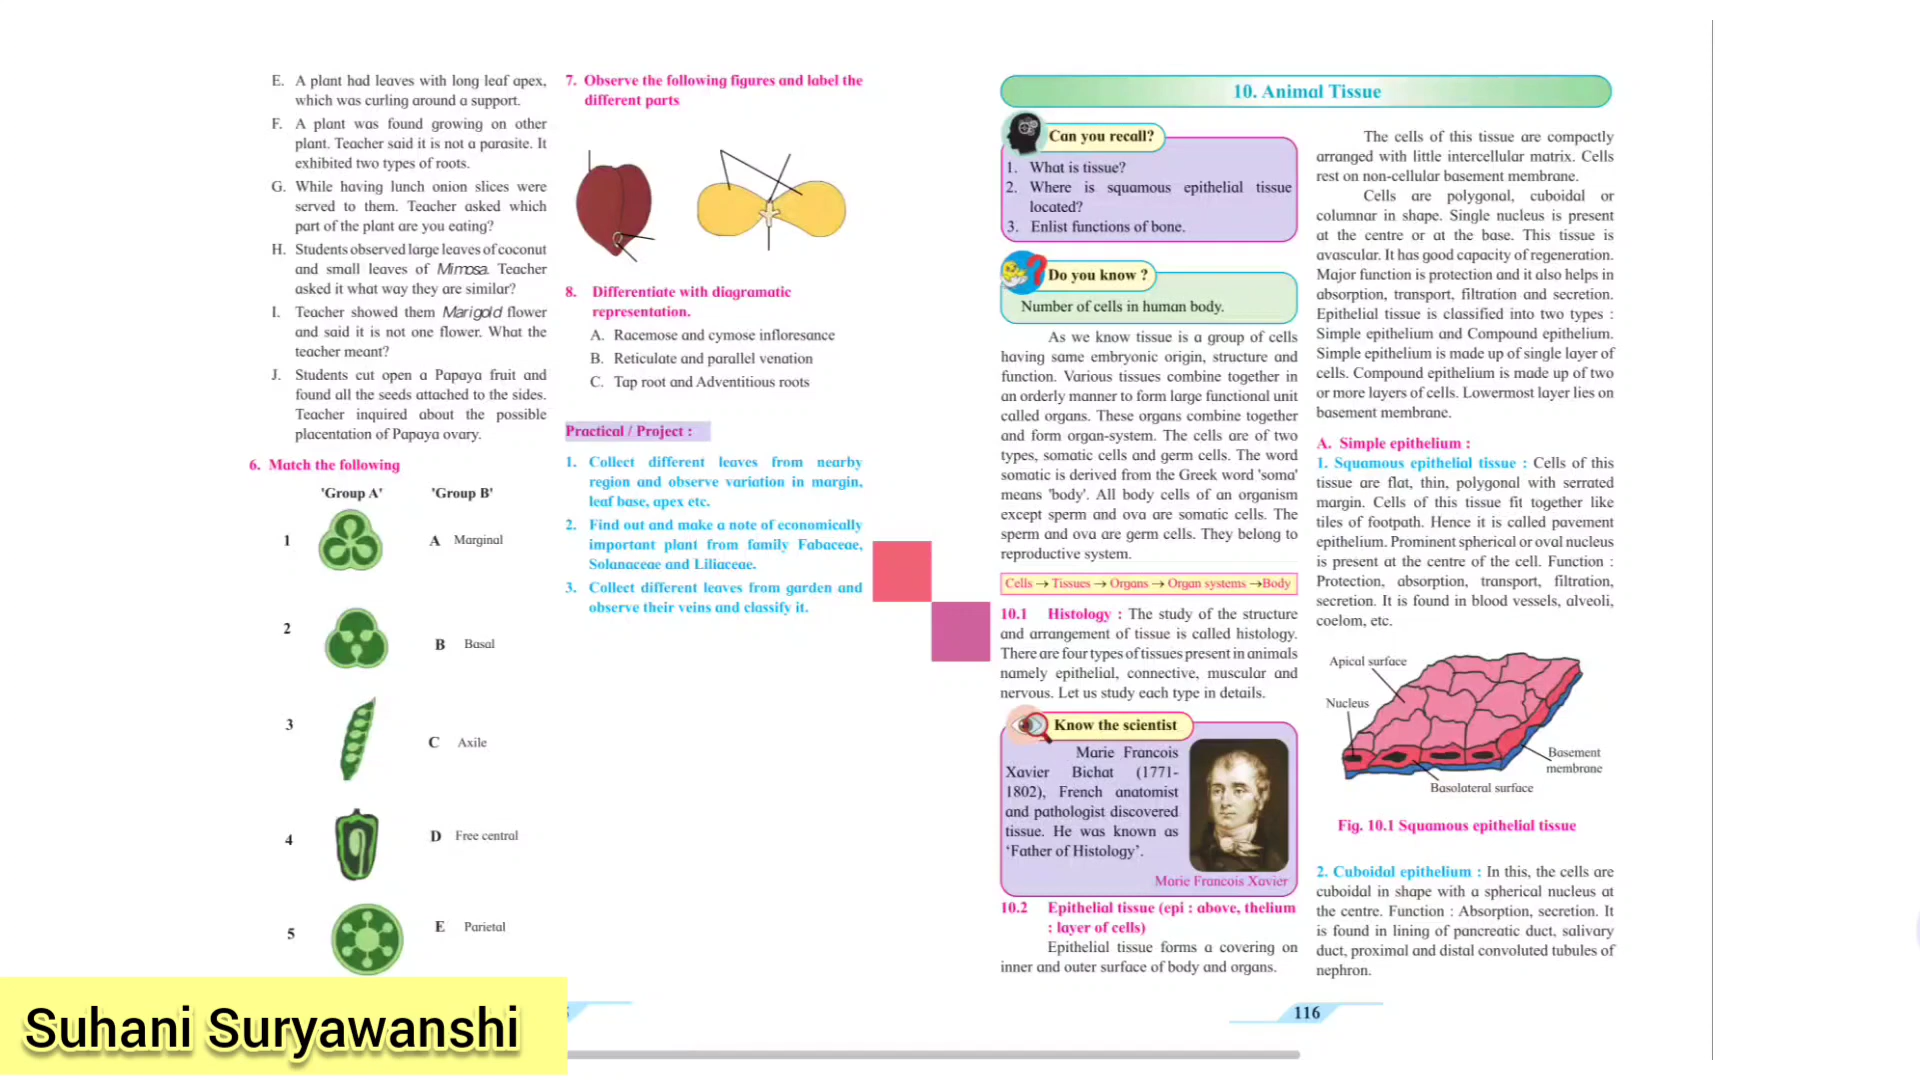 E. A plant had leaves with long leaf apex,
which was curling around a support.
F. A plant was found growing on other
plant. Teacher said it is not a parasite. It
exhibited two types of roots.
G. While having lunch onion slices were
served to them. Teacher asked which
part of the plant are you eating?
H. Students observed large leaves of coconut
and small leaves of Mimosa. Teacher
asked it what way they are similar?
I. Teacher showed them Marigold flower
and said it is not one flower. What the
teacher meant?
J. Students cut open a Papaya fruit and
found all the seeds attached to the sides.
Teacher inquired about the possible
placentation of Papaya ovary.
6. Match the following
'Group A' 'Group B'
1 A Marginal
2 B Basal
3 C Axile
4 D Free central
5 E Parietal
7. Observe the following figures and label the
different parts
8. Differentiate with diagramatic
representation.
A. Racemose and cymose infloresance
B. Reticulate and parallel venation
C. Tap root and Adventitious roots
Practical / Project :
1. Collect different leaves from nearby
region and observe variation in margin,
leaf base, apex etc.
2. Find out and make a note of economically
important plant from family Fabaceae,
Solanaceae and Liliaceae.
3. Collect different leaves from garden and
observe their veins and classify it.
10. Animal Tissue
Can you recall?
1. What is tissue?
2. Where is squamous epithelial tissue
located?
3. Enlist functions of bone.
Do you know ?
Number of cells in human body.
As we know tissue is a group of cells
having same embryonic origin, structure and
function. Various tissues combine together in
an orderly manner to form large functional unit
called organs. These organs combine together
and form organ-system. The cells are of two
types, somatic cells and germ cells. The word
somatic is derived from the Greek word 'soma'
means 'body'. All body cells of an organism
except sperm and ova are somatic cells. The
sperm and ova are germ cells. They belong to
reproductive system.
Cells → Tissues → Organs → Organ systems →Body
10.1 Histology : The study of the structure
and arrangement of tissue is called histology.
There are four types of tissues present in animals
namely epithelial, connective, muscular and
nervous. Let us study each type in details.
Know the scientist
Marie Francois
Xavier Bichat (1771-
1802), French anatomist
and pathologist discovered
tissue. He was known as
‘Father of Histology’.
Marie Francois Xavier
10.2 Epithelial tissue (epi : above, thelium
: layer of cells)
Epithelial tissue forms a covering on
inner and outer surface of body and organs.
The cells of this tissue are compactly
arranged with little intercellular matrix. Cells
rest on non-cellular basement membrane.
Cells are polygonal, cuboidal or
columnar in shape. Single nucleus is present
at the centre or at the base. This tissue is
avascular. It has good capacity of regeneration.
Major function is protection and it also helps in
absorption, transport, filtration and secretion.
Epithelial tissue is classified into two types :
Simple epithelium and Compound epithelium.
Simple epithelium is made up of single layer of
cells. Compound epithelium is made up of two
or more layers of cells. Lowermost layer lies on
basement membrane.
A. Simple epithelium :
1. Squamous epithelial tissue : Cells of this
tissue are flat, thin, polygonal with serrated
margin. Cells of this tissue fit together like
tiles of footpath. Hence it is called pavement
epithelium. Prominent spherical or oval nucleus
is present at the centre of the cell. Function :
Protection, absorption, transport, filtration,
secretion. It is found in blood vessels, alveoli,
coelom, etc.
Apical surface
Nucleus
Basement
membrane
Basolateral surface
Fig. 10.1 Squamous epithelial tissue
2. Cuboidal epithelium : In this, the cells are
cuboidal in shape with a spherical nucleus at
the centre. Function : Absorption, secretion. It
is found in lining of pancreatic duct, salivary
duct, proximal and distal convoluted tubules of
nephron.
116
Suhani Suryawanshi